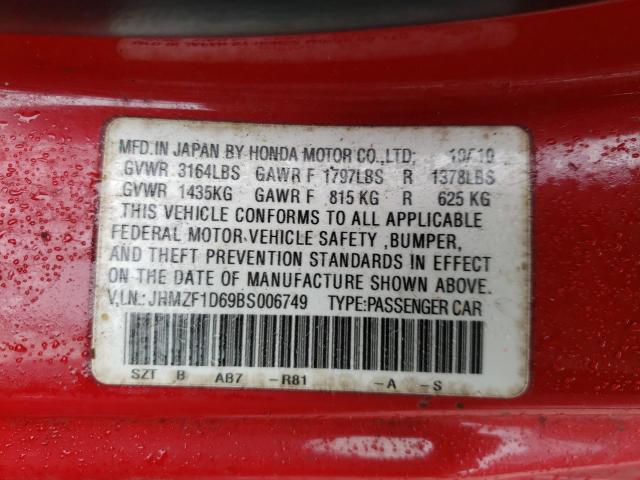 MFD.IN JAPAN BY HONDA MOTOR CO.,LTD: 10/10
GVWR 3164LBS GAWR F 1797LBS R 1378LBS
GVWR 1435KG GAWR F 815 KG R 625 KG
THIS VEHICLE CONFORMS TO ALL APPLICABLE
FEDERAL MOTOR VEHICLE SAFETY ,BUMPER,
AND THEFT PREVENTION STANDARDS IN EFFECT
ON THE DATE OF MANUFACTURE SHOWN ABOVE.
V.I.N.: JHMZF1D69BS006749 TYPE:PASSENGER CAR
SZT B AB7 -R81 -A -S